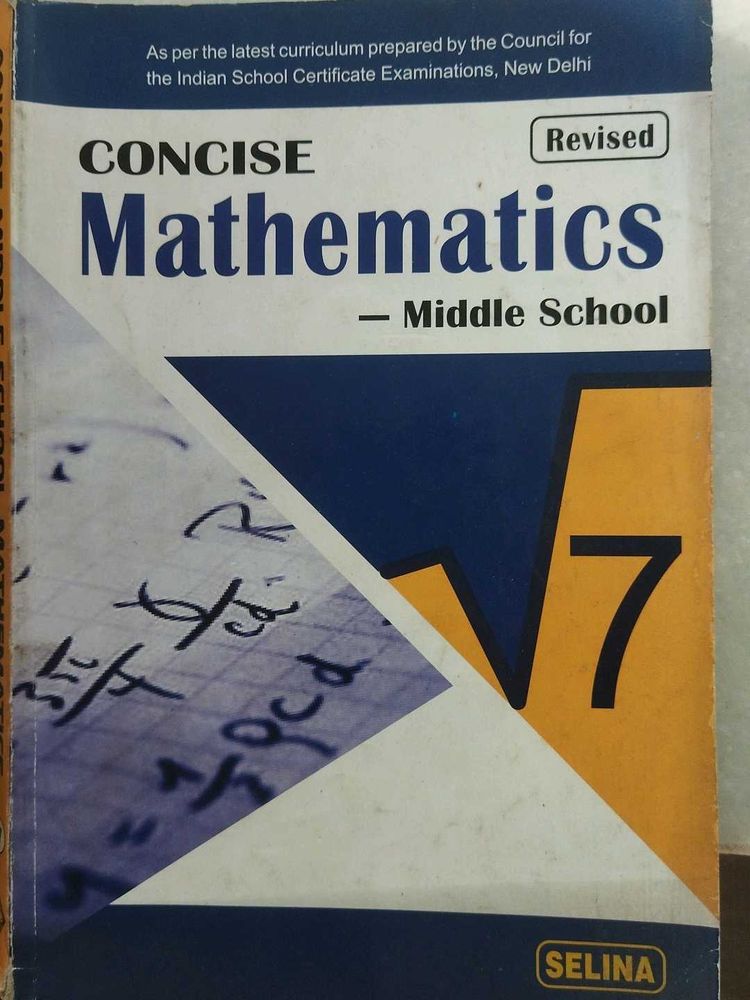 As per the latest curriculum prepared by the Council for
the Indian School Certificate Examinations, New Delhi
Revised
CONCISE
Mathematics
— Middle School
√7
SELINA